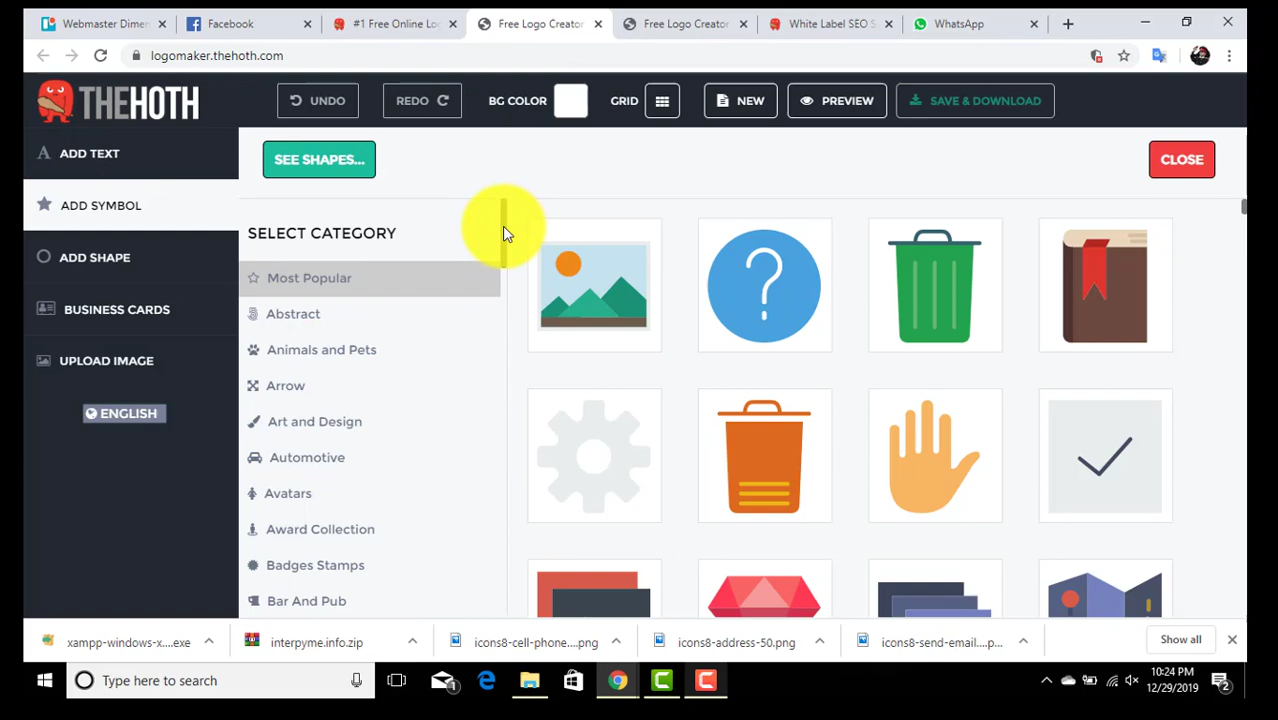 Webmaster Dimen
Facebook
#1 Free Online Lo
Free Logo Creator
Free Logo Creator
White Label SEO S
WhatsApp
logomaker.thehoth.com
THEHOTH
UNDO
REDO
BG COLOR
GRID
NEW
PREVIEW
SAVE & DOWNLOAD
ADD TEXT
ADD SYMBOL
ADD SHAPE
BUSINESS CARDS
UPLOAD IMAGE
ENGLISH
SEE SHAPES...
CLOSE
SELECT CATEGORY
Most Popular
Abstract
Animals and Pets
Arrow
Art and Design
Automotive
Avatars
Award Collection
Badges Stamps
Bar And Pub
xampp-windows-x....exe
interpyme.info.zip
icons8-cell-phone....png
icons8-address-50.png
icons8-send-email....p...
Show all
Type here to search
1
10:24 PM
12/29/2019
2